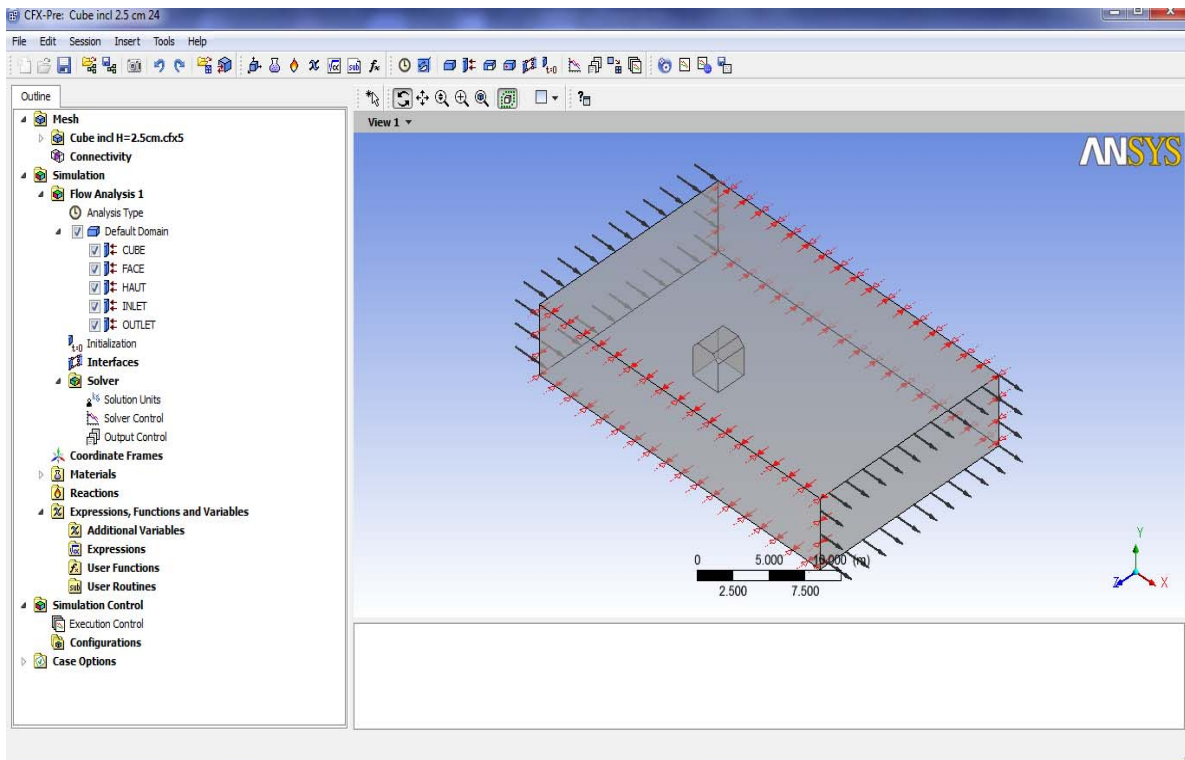 CFX-Pre: Cube incl 2.5 cm 24
File Edit Session Insert Tools Help
Outline
Mesh
Cube incl H=2.5cm.cfx5
Connectivity
Simulation
Flow Analysis 1
Analysis Type
Default Domain
CUBE
FACE
HAUT
INLET
OUTLET
Initialization
Interfaces
Solver
Solution Units
Solver Control
Output Control
Coordinate Frames
Materials
Reactions
Expressions, Functions and Variables
Additional Variables
Expressions
User Functions
User Routines
Simulation Control
Execution Control
Configurations
Case Options
View 1
ANSYS
0 5.000 10.000 (m)
2.500 7.500
Y
Z X